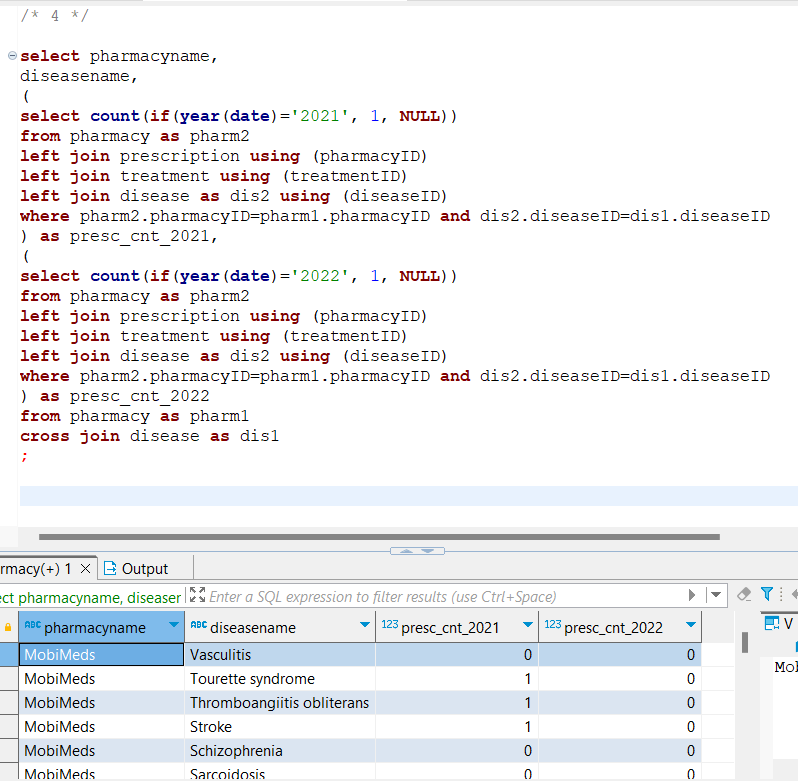 /* 4 */
select pharmacyname,
diseasename,
(
select count(if(year(date)='2021', 1, NULL))
from pharmacy as pharm2
left join prescription using (pharmacyID)
left join treatment using (treatmentID)
left join disease as dis2 using (diseaseID)
where pharm2.pharmacyID=pharm1.pharmacyID and dis2.diseaseID=dis1.diseaseID
) as presc_cnt_2021,
(
select count(if(year(date)='2022', 1, NULL))
from pharmacy as pharm2
left join prescription using (pharmacyID)
left join treatment using (treatmentID)
left join disease as dis2 using (diseaseID)
where pharm2.pharmacyID=pharm1.pharmacyID and dis2.diseaseID=dis1.diseaseID
) as presc_cnt_2022
from pharmacy as pharm1
cross join disease as dis1
;
rmacy(+) 1 Output
ect pharmacyname, diseaser Enter a SQL expression to filter results (use Ctrl+Space)
ABC pharmacyname ABC diseasename 123 presc_cnt_2021 123 presc_cnt_2022 V
MobiMeds Vasculitis 0 0 Mol
MobiMeds Tourette syndrome 1 0
MobiMeds Thromboangiitis obliterans 1 0
MobiMeds Stroke 1 0
MobiMeds Schizophrenia 0 0
MobiMeds Sarcoidosis 0 0